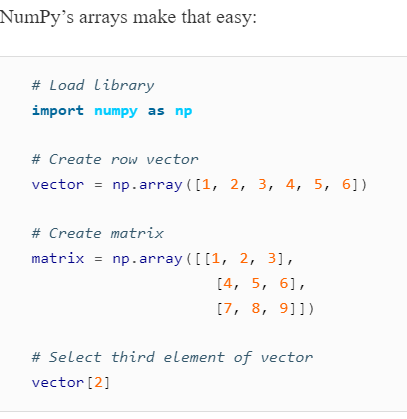 NumPy’s arrays make that easy:
# Load library
import numpy as np
# Create row vector
vector = np.array([1, 2, 3, 4, 5, 6])
# Create matrix
matrix = np.array([[1, 2, 3],
[4, 5, 6],
[7, 8, 9]])
# Select third element of vector
vector[2]